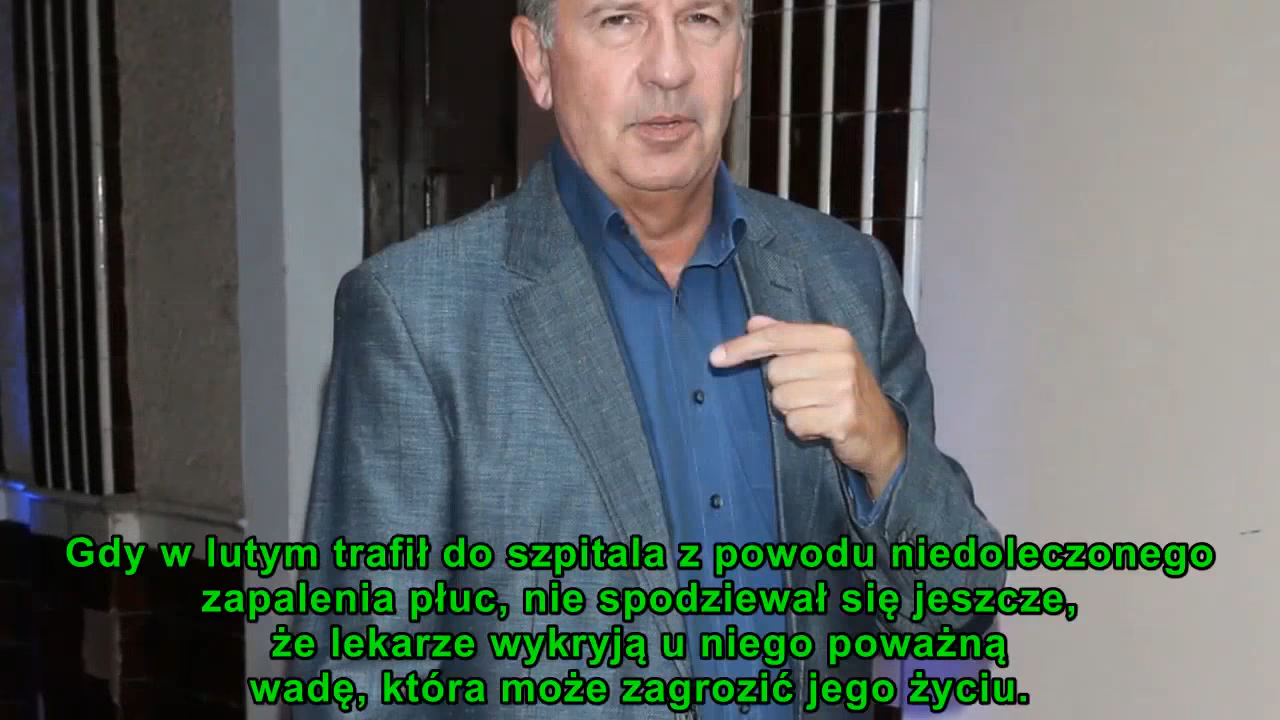 Gdy w lutym trafił do szpitala z powodu niedoleczonego
zapalenia płuc, nie spodziewał się jeszcze,
że lekarze wykryją u niego poważną
wadę, która może zagrozić jego życiu.